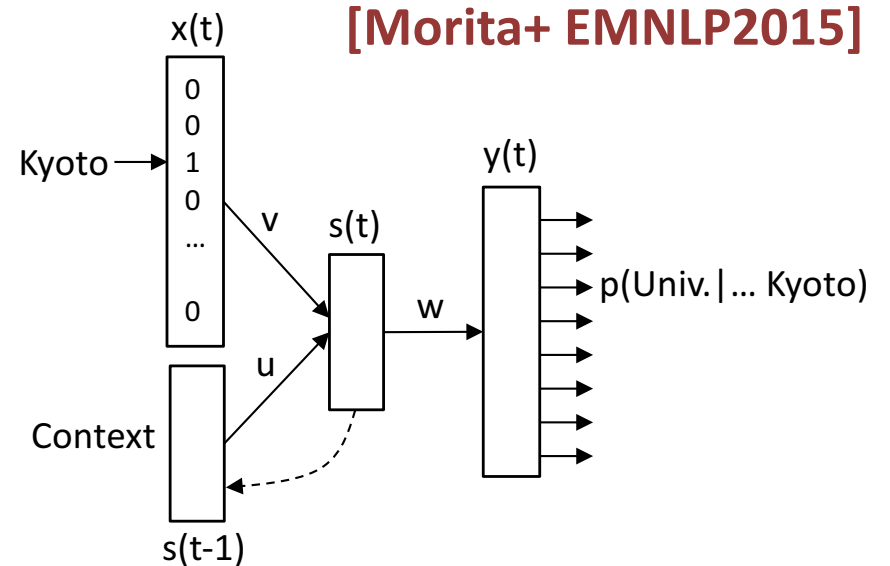 [Morita+ EMNLP2015]
x(t)
0
0
1
0
...
0
Kyoto
v
s(t)
u
w
y(t)
p(Univ.|... Kyoto)
Context
s(t-1)